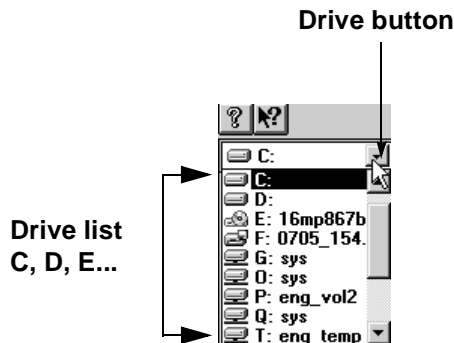 Drive button
? ?
C:
C:
D:
E: 16mp867b
F: 0705_154.
G: sys
O: sys
P: eng_vol2
Q: sys
T: eng_temp
Drive list
C, D, E...